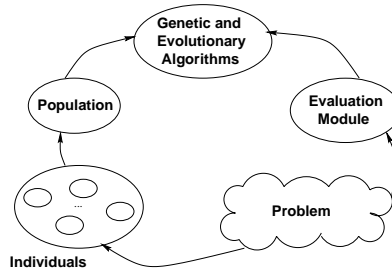 Genetic and
Evolutionary
Algorithms
Population
Evaluation
Module
...
Problem
Individuals